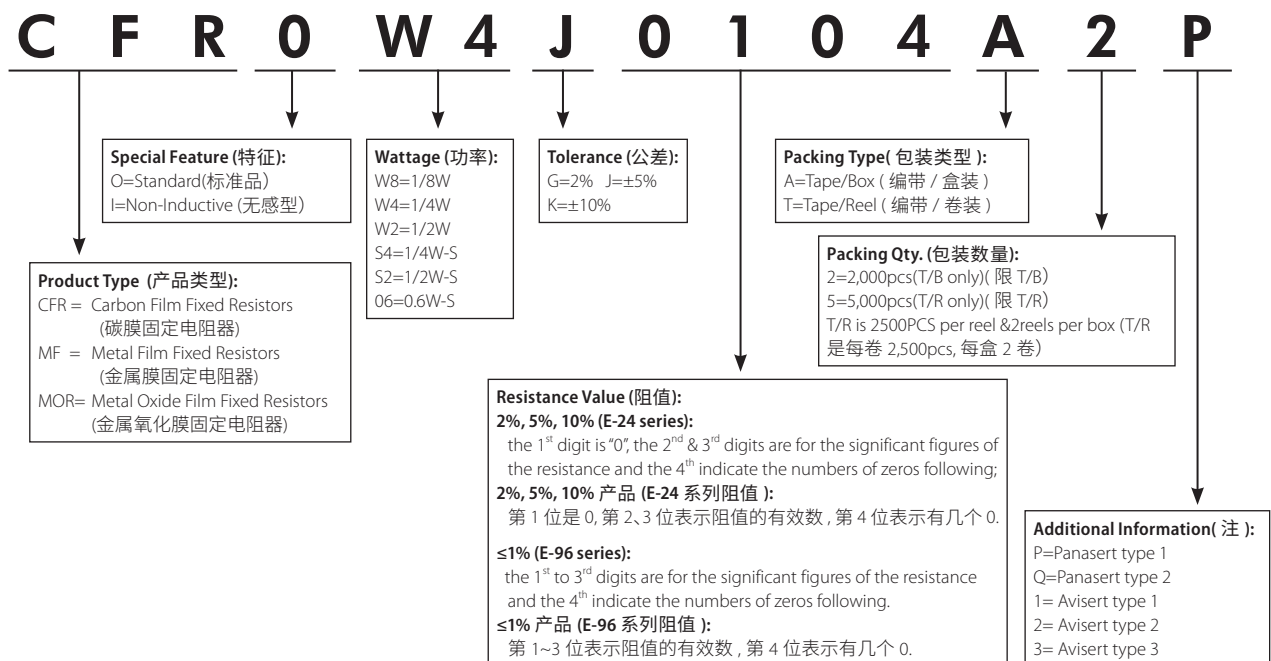 C F R 0 W 4 J 0 1 0 4 A 2 P
Special Feature (特征):
O=Standard(标准品)
I=Non-Inductive (无感型)
Wattage (功率):
W8=1/8W
W4=1/4W
W2=1/2W
S4=1/4W-S
S2=1/2W-S
06=0.6W-S
Tolerance (公差):
G=2% J=±5%
K=±10%
Packing Type( 包装类型 ):
A=Tape/Box ( 编带 / 盒装 )
T=Tape/Reel ( 编带 / 卷装 )
Packing Qty. (包装数量):
2=2,000pcs(T/B only)( 限 T/B)
5=5,000pcs(T/R only)( 限 T/R)
T/R is 2500PCS per reel &2reels per box (T/R
是每卷 2,500pcs, 每盒 2 卷)
Product Type (产品类型):
CFR = Carbon Film Fixed Resistors
(碳膜固定电阻器)
MF = Metal Film Fixed Resistors
(金属膜固定电阻器)
MOR= Metal Oxide Film Fixed Resistors
(金属氧化膜固定电阻器)
Resistance Value (阻值):
2%, 5%, 10% (E-24 series):
the 1st digit is "0", the 2nd & 3rd digits are for the significant figures of
the resistance and the 4th indicate the numbers of zeros following;
2%, 5%, 10% 产品 (E-24 系列阻值 ):
第 1 位是 0, 第 2、3 位表示阻值的有效数 , 第 4 位表示有几个 0.
≤1% (E-96 series):
the 1st to 3rd digits are for the significant figures of the resistance
and the 4th indicate the numbers of zeros following.
≤1% 产品 (E-96 系列阻值 ):
第 1~3 位表示阻值的有效数 , 第 4 位表示有几个 0.
Additional Information( 注 ):
P=Panasert type 1
Q=Panasert type 2
1= Avisert type 1
2= Avisert type 2
3= Avisert type 3